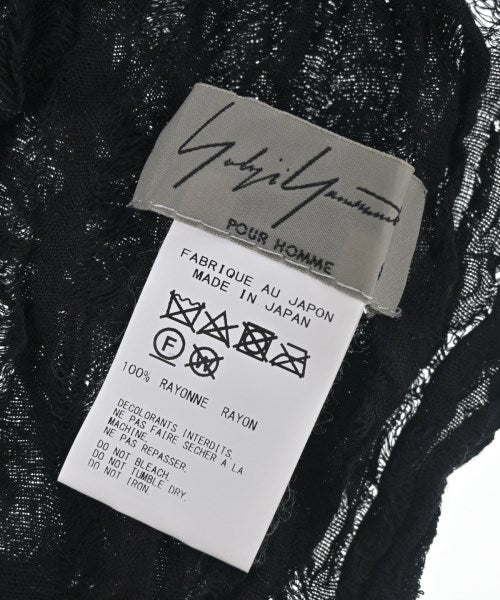 Yohji Yamamoto
POUR HOMME
FABRIQUE AU JAPON
MADE IN JAPAN
F
W
100% RAYONNE RAYON
DECOLORANTS INTERDITS.
NE PAS FAIRE SECHER A LA
MACHINE.
NE PAS REPASSER.
DO NOT BLEACH.
DO NOT TUMBLE DRY.
DO NOT IRON.